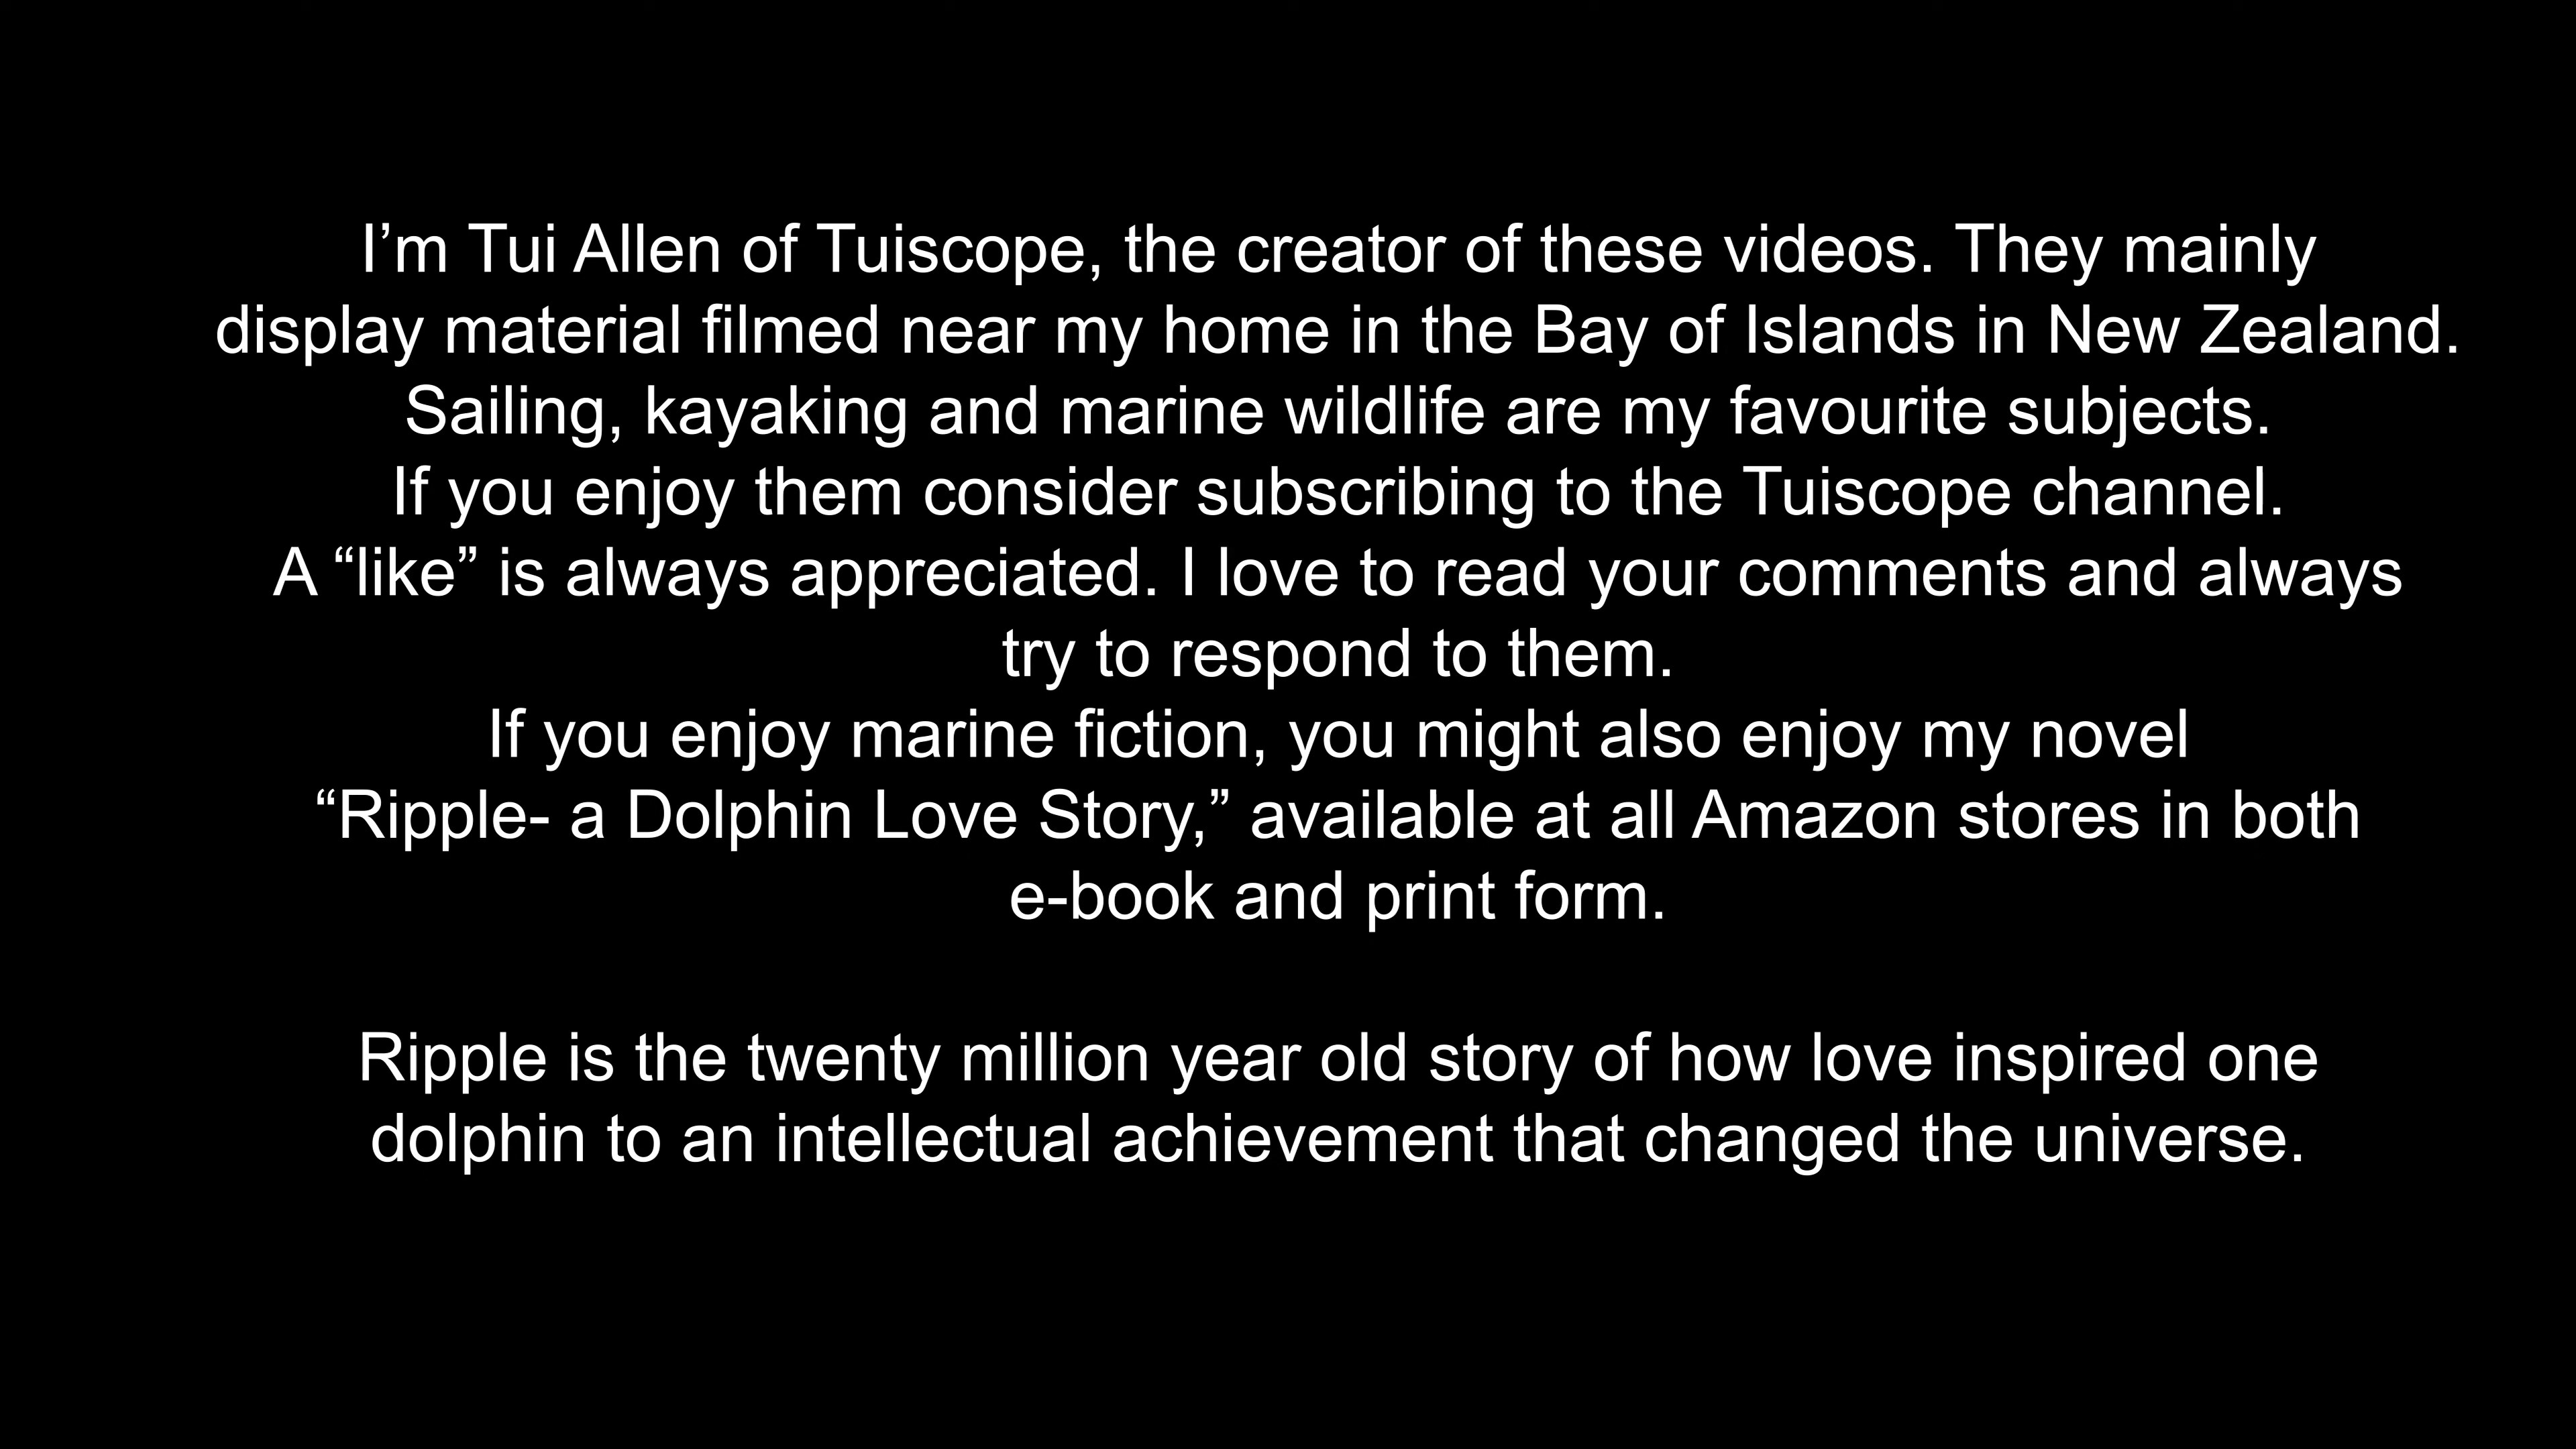 I’m Tui Allen of Tuiscope, the creator of these videos. They mainly
display material filmed near my home in the Bay of Islands in New Zealand.
Sailing, kayaking and marine wildlife are my favourite subjects.
If you enjoy them consider subscribing to the Tuiscope channel.
A “like” is always appreciated. I love to read your comments and always
try to respond to them.
If you enjoy marine fiction, you might also enjoy my novel
“Ripple- a Dolphin Love Story,” available at all Amazon stores in both
e-book and print form.
Ripple is the twenty million year old story of how love inspired one
dolphin to an intellectual achievement that changed the universe.